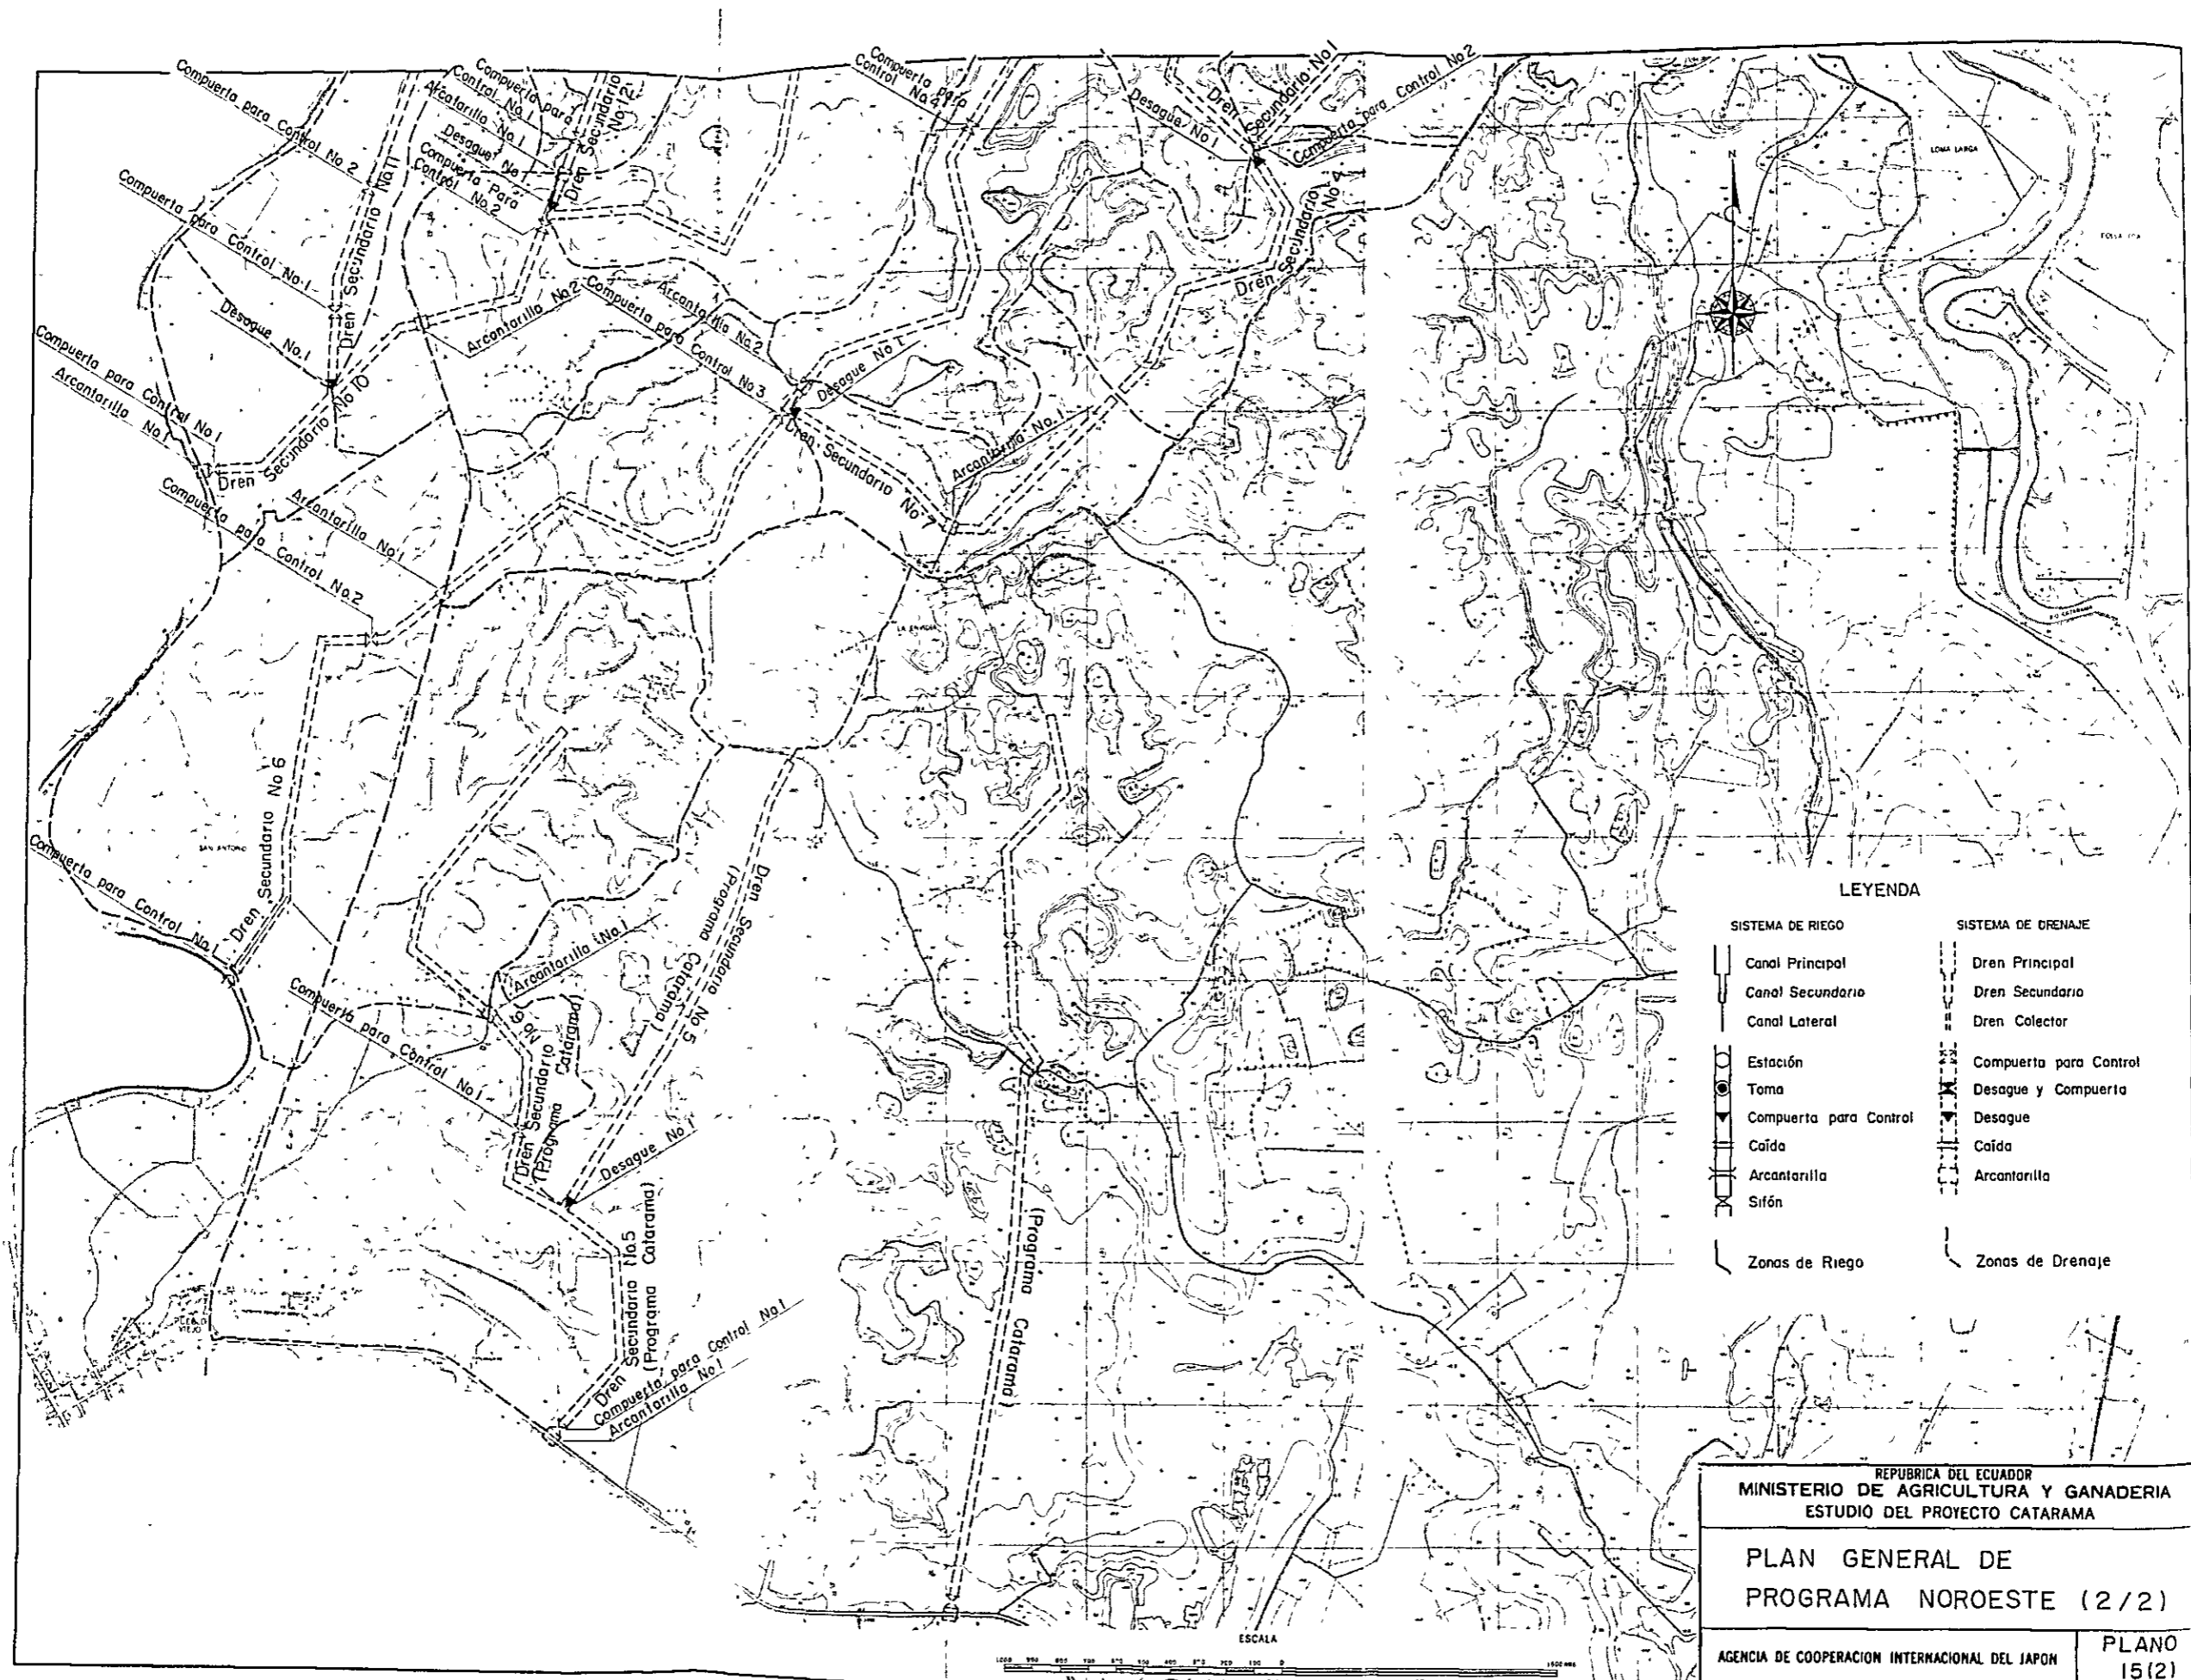 Compuerta para Control No 2
Compuerta para Control No.1
Arcatarilla No.1
Desague No 1
Compuerta Para Control No.2
Dren Secundario No.12
Dren Secundario No.11
Compuerta para Control No.1
Desague No.1
Compuerta para Control No 1
Arcantarilla No 1
Dren Secundario No 10
Arcantarilla No 2
Compuerta para Control No 3
Arcantarilla No.2
Desague No 1
Dren Secundario No 7
Arcantarilla No.1
Compuerta para Control No 4
Dren Secundario No 1
Desague No 1
Compuerta para Control No 2
Dren Secundario No 4
LOMA LARGA
N
Compuerta para Control No.2
Arcantarilla No 1
RIO CATARAMA
SAN ANTONIO
Dren Secundario No 6
Compuerta para Control No.1
Dren Secundario No 5
(Programa Catarama)
Arcantarilla No.1
Compuerta para Control No 1
Dren Secundario No 6
(Programa Catarama)
Desague No 1
Dren Secundario No.5
(Programa Catarama)
Compuerta para Control No.1
Arcantarilla No.1
PUEBLO VIEJO
(Programa Catarama)
LEYENDA
SISTEMA DE RIEGO
Canal Principal
Canal Secundario
Canal Lateral
Estación
Toma
Compuerta para Control
Caída
Arcantarilla
Sifón
Zonas de Riego
SISTEMA DE DRENAJE
Dren Principal
Dren Secundario
Dren Colector
Compuerta para Control
Desague y Compuerta
Desague
Caída
Arcantarilla
Zonas de Drenaje
ESCALA
REPUBRICA DEL ECUADOR
MINISTERIO DE AGRICULTURA Y GANADERIA
ESTUDIO DEL PROYECTO CATARAMA
PLAN GENERAL DE
PROGRAMA NOROESTE (2/2)
AGENCIA DE COOPERACION INTERNACIONAL DEL JAPON
PLANO
15(2)